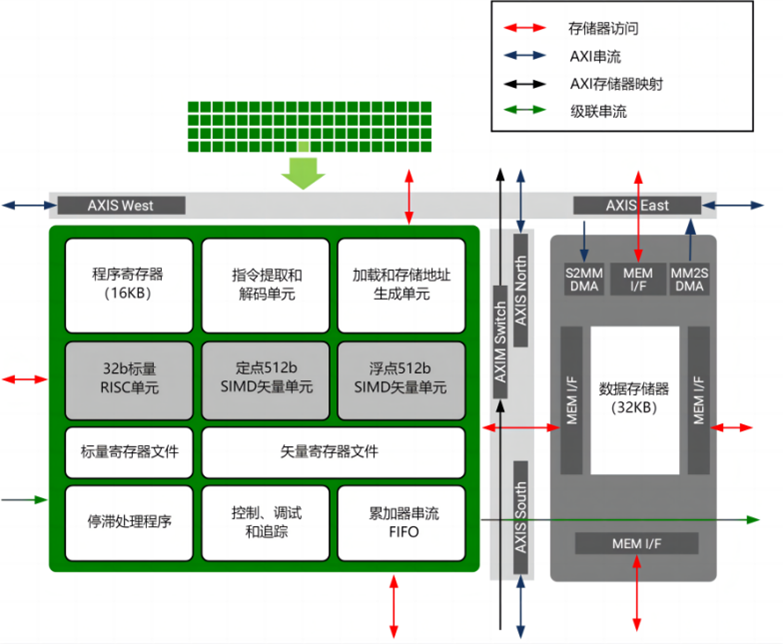 存储器访问
AXI串流
AXI存储器映射
级联串流
AXIS West
AXIS East
程序寄存器
（16KB）
指令提取和
解码单元
加载和存储地址
生成单元
32b标量
RISC单元
定点512b
SIMD矢量单元
浮点512b
SIMD矢量单元
标量寄存器文件
矢量寄存器文件
停滞处理程序
控制、调试
和追踪
累加器串流
FIFO
AXIM Switch
AXIS North
AXIS South
S2MM
DMA
MEM
I/F
MM2S
DMA
MEM I/F
数据存储器
（32KB）
MEM I/F
MEM I/F